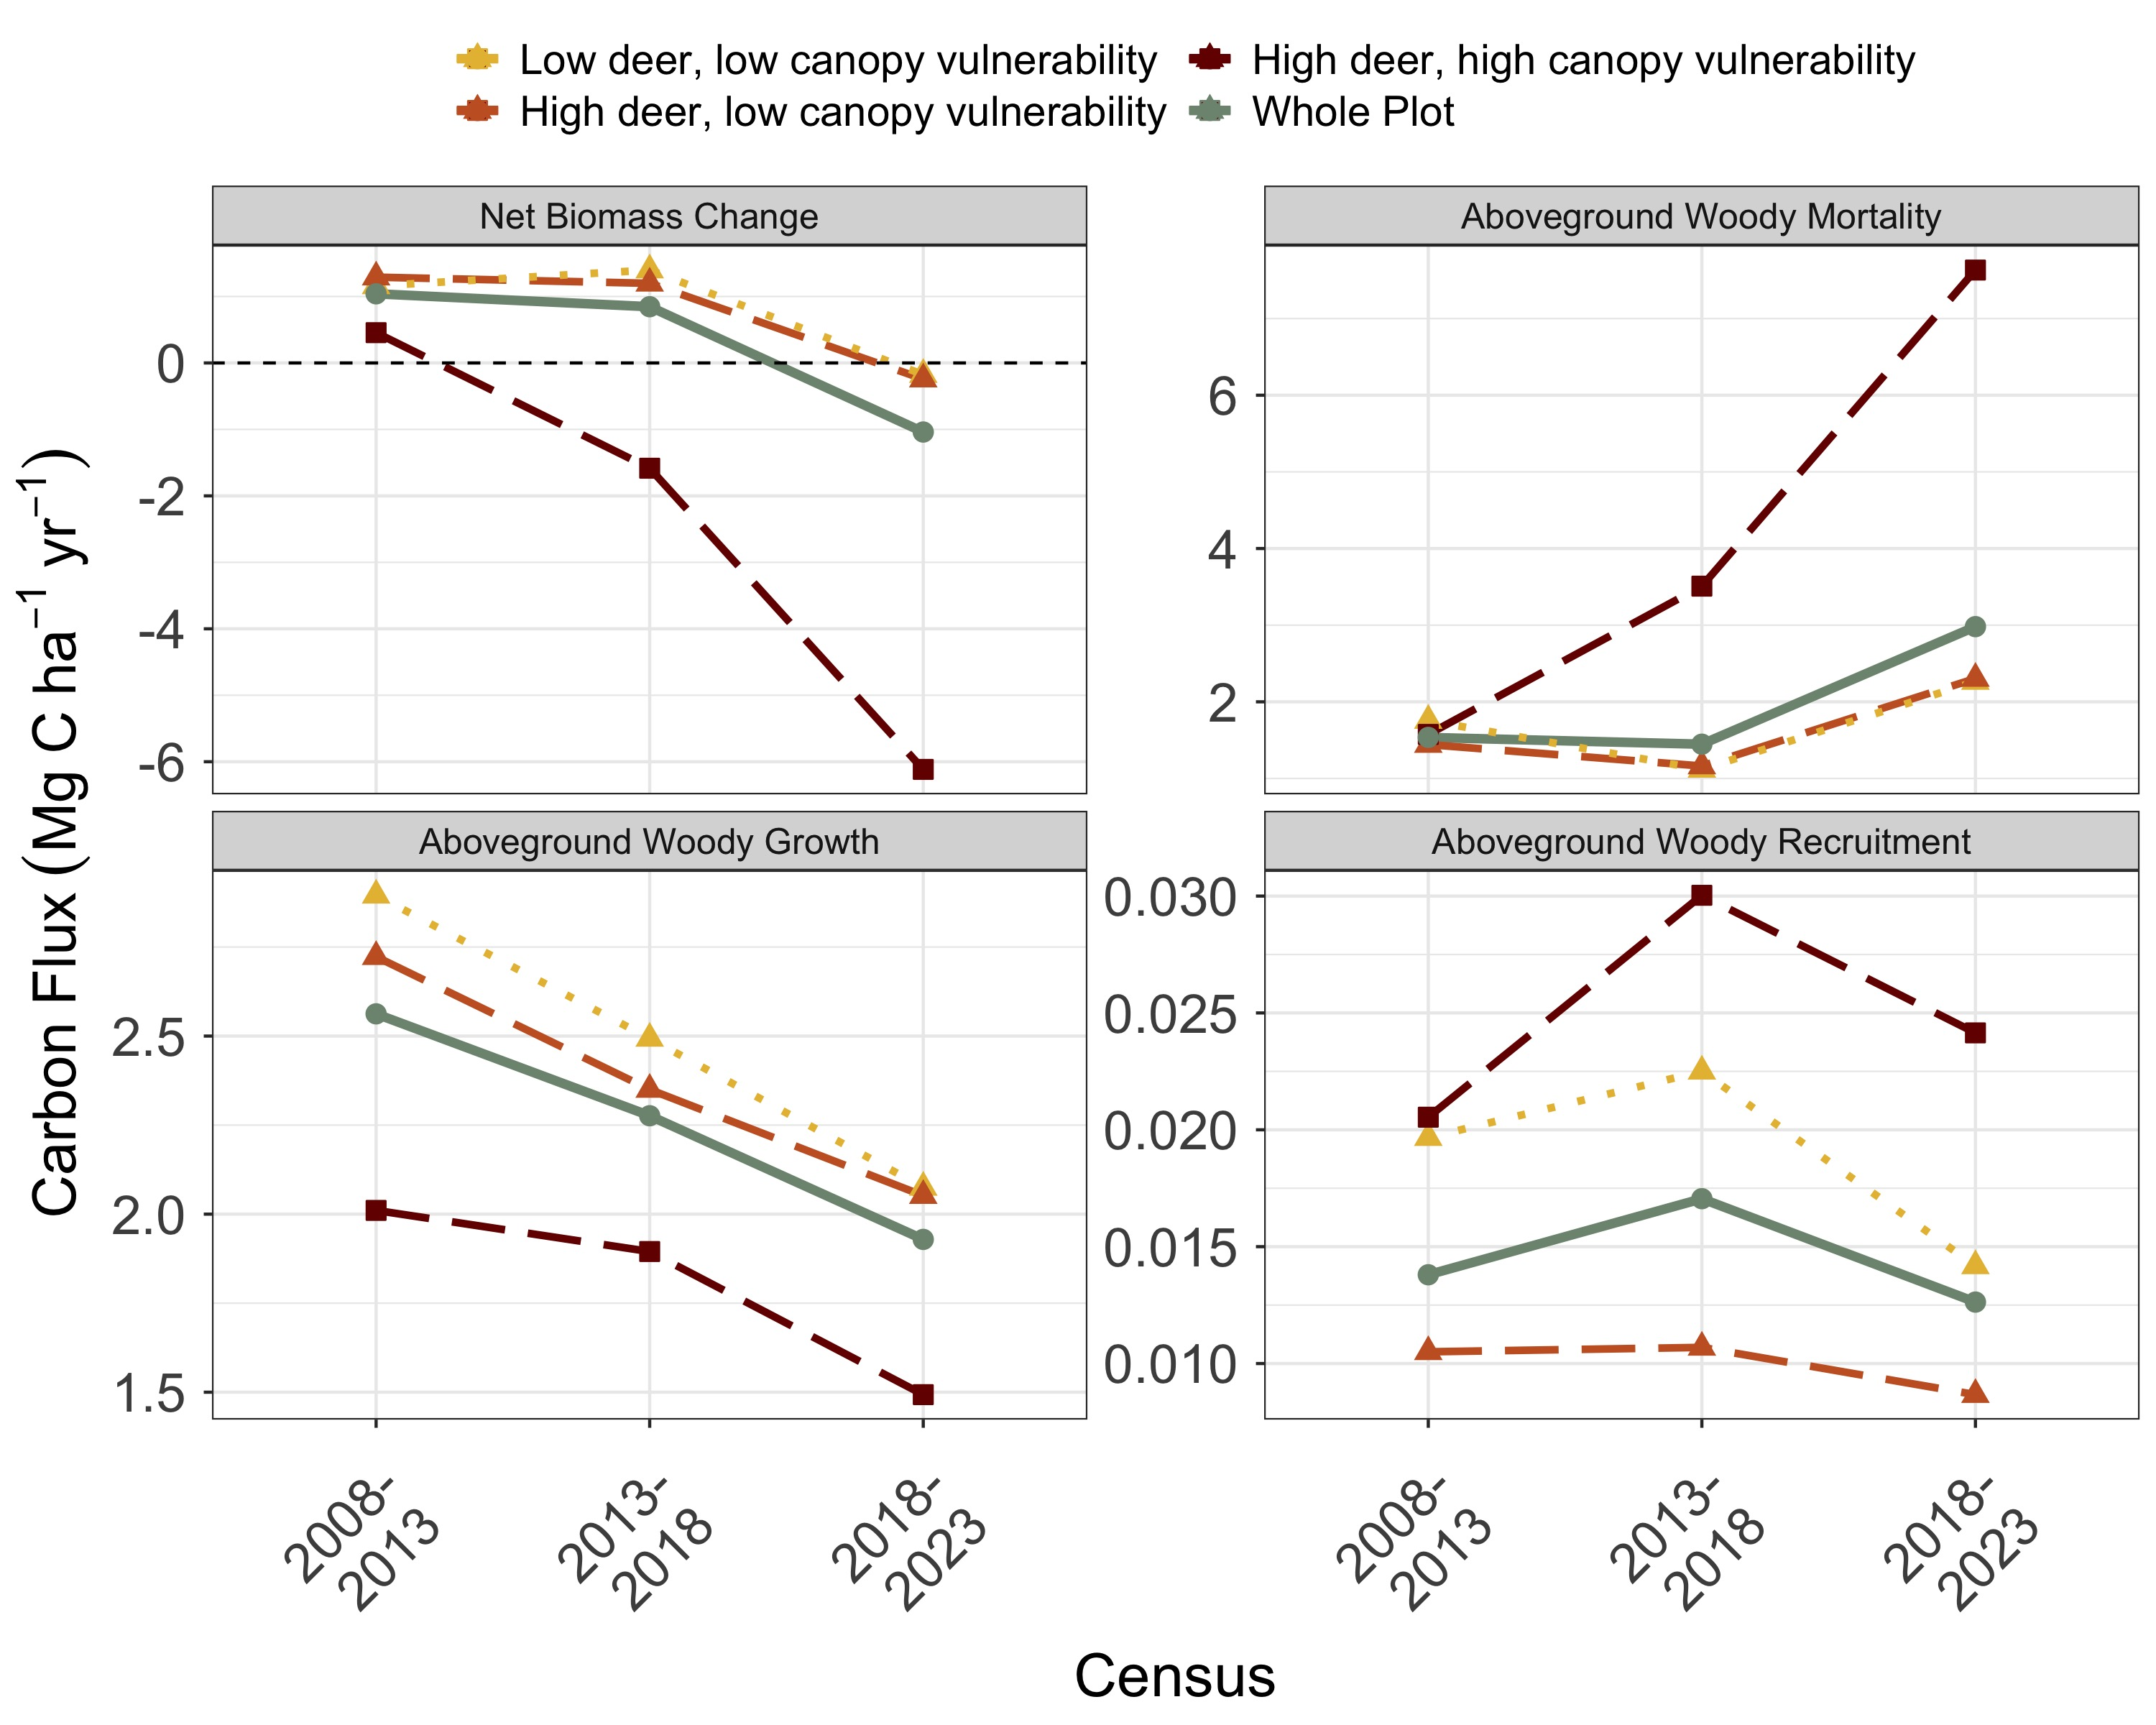 Low deer, low canopy vulnerability
High deer, high canopy vulnerability
High deer, low canopy vulnerability
Whole Plot
Net Biomass Change
Aboveground Woody Mortality
0
-2
-4
-6
6
4
2
Carbon Flux (Mg C ha⁻¹ yr⁻¹)
Aboveground Woody Growth
Aboveground Woody Recruitment
2.5
2.0
1.5
0.030
0.025
0.020
0.015
0.010
2008-
2013
2013-
2018
2018-
2023
2008-
2013
2013-
2018
2018-
2023
Census